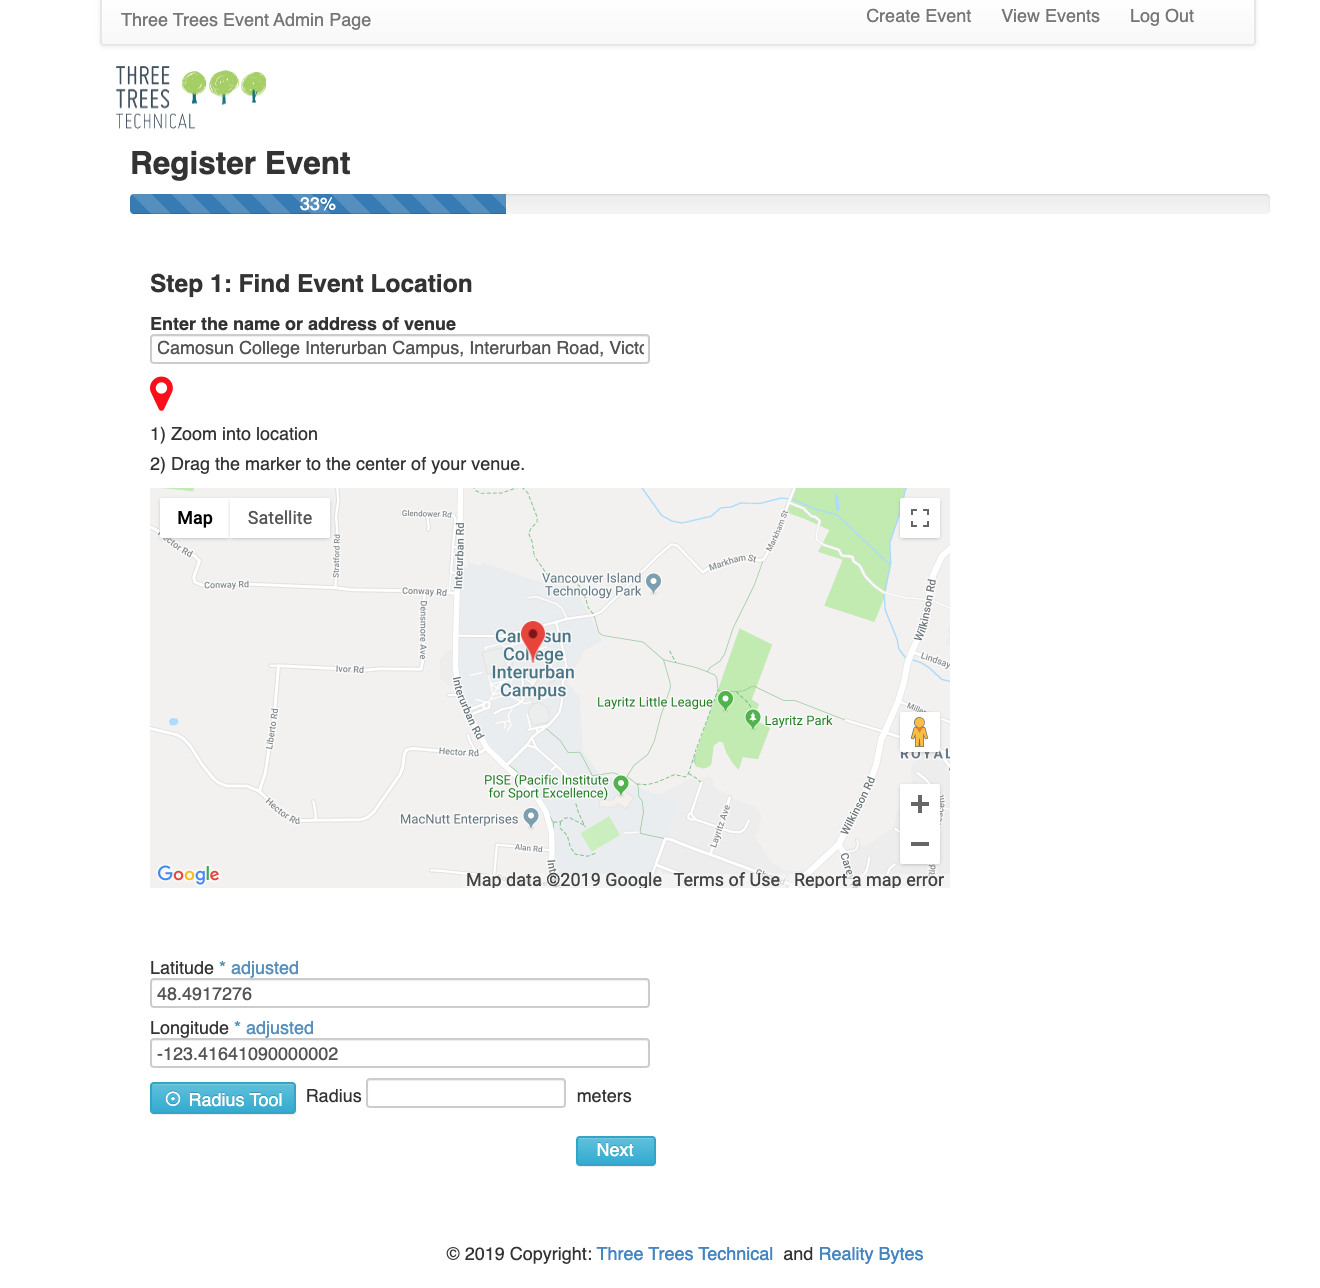 Three Trees Event Admin Page
Create Event
View Events
Log Out
THREE
TREES
TECHNICAL
Register Event
33%
Step 1: Find Event Location
Enter the name or address of venue
Camosun College Interurban Campus, Interurban Road, Victo
1) Zoom into location
2) Drag the marker to the center of your venue.
Map
Satellite
Glendower Rd
Interurban Rd
Stratford Rd
Markham St
Markham St
Conway Rd
Conway Rd
Densmore Ave
Vancouver Island
Technology Park
Wilkinson Rd
Lindsay
Camosun
College
Interurban
Campus
Ivor Rd
Interurban Rd
Liberto Rd
Layritz Little League
Layritz Park
Hector Rd
PISE (Pacific Institute
for Sport Excellence)
Hector Rd
MacNutt Enterprises
Alan Rd
Layritz Ave
Wilkinson Rd
ROYAL
Google
Map data ©2019 Google
Terms of Use
Report a map error
Latitude * adjusted
48.4917276
Longitude * adjusted
-123.41641090000002
Radius Tool
Radius
meters
Next
© 2019 Copyright: Three Trees Technical and Reality Bytes